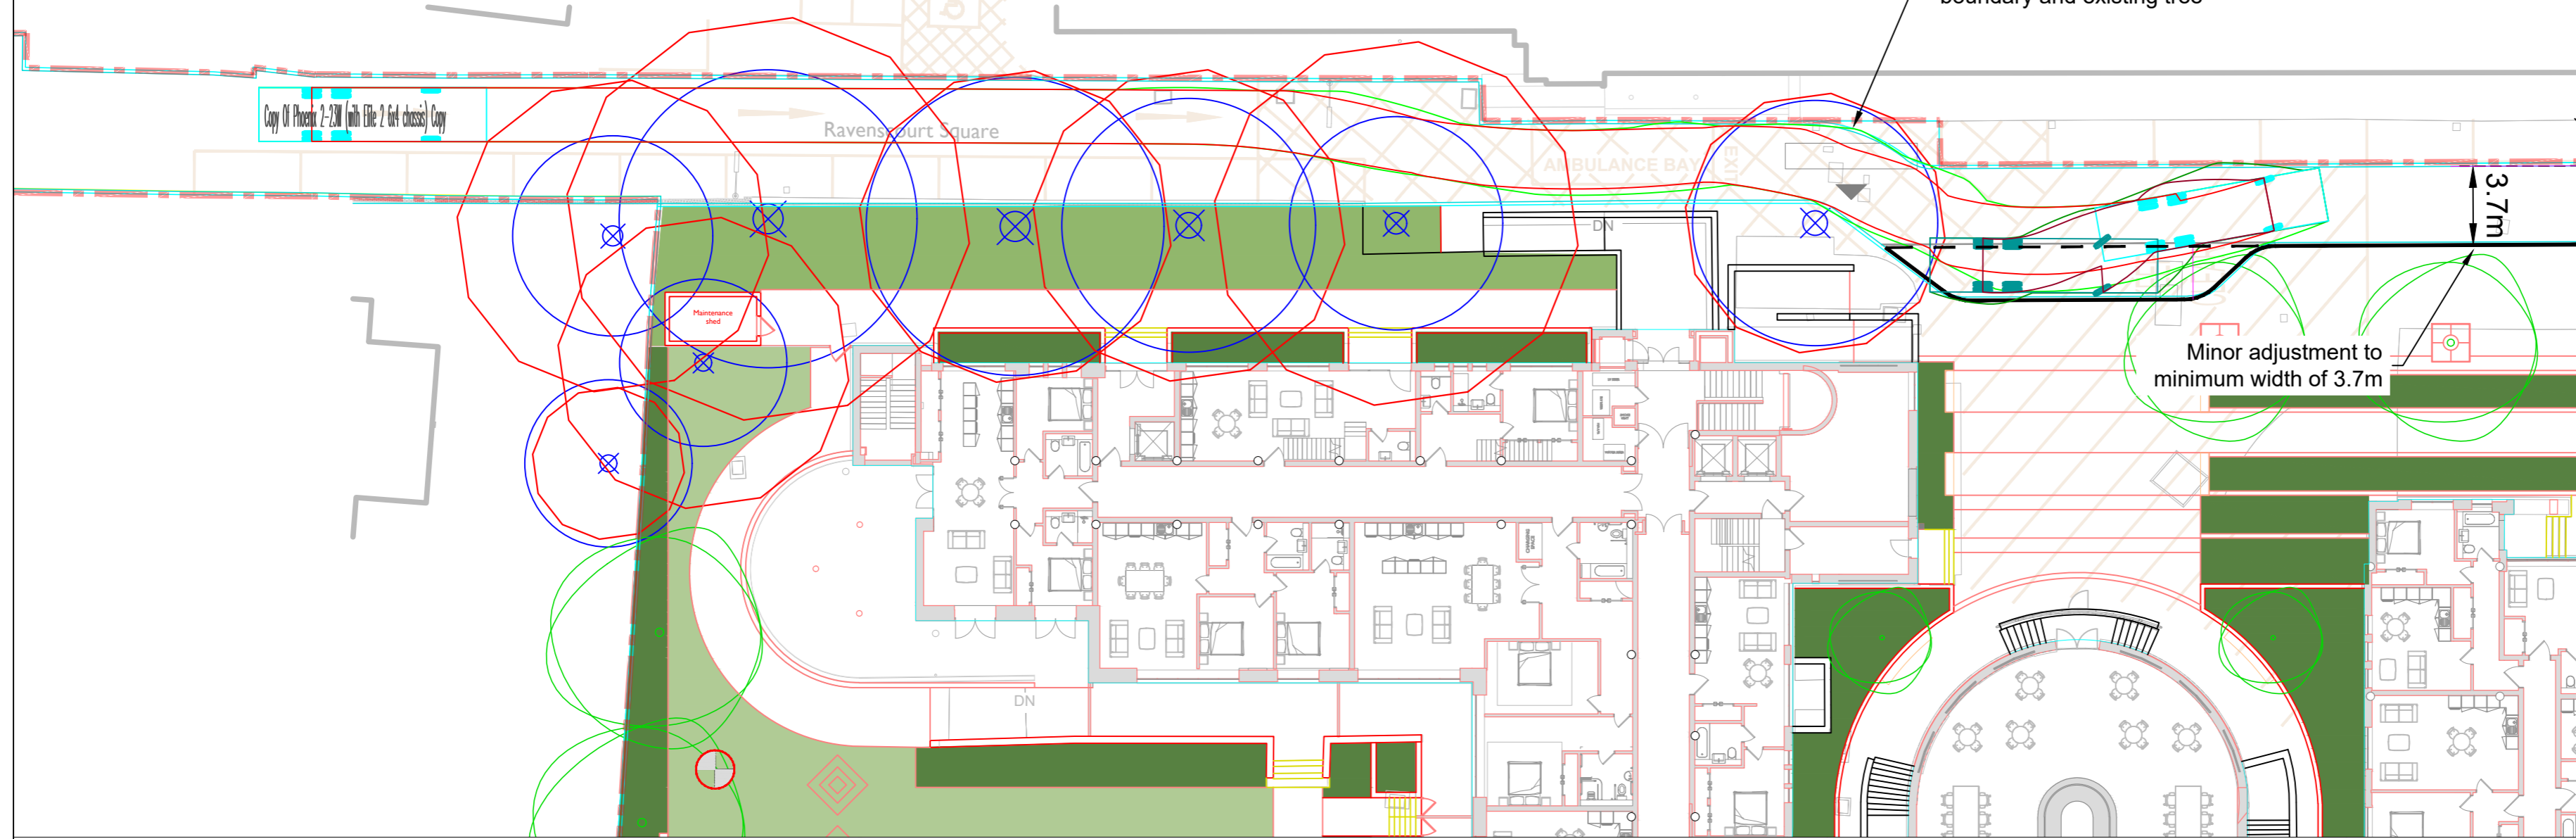 boundary and existing tree
Copy Of Phoenix 2-23W (with Elite 2 6x4 chassis) Copy
Ravenscourt Square
AMBULANCE BAY
EXIT
3.7m
DN
Maintenance
shed
Minor adjustment to
minimum width of 3.7m
DN